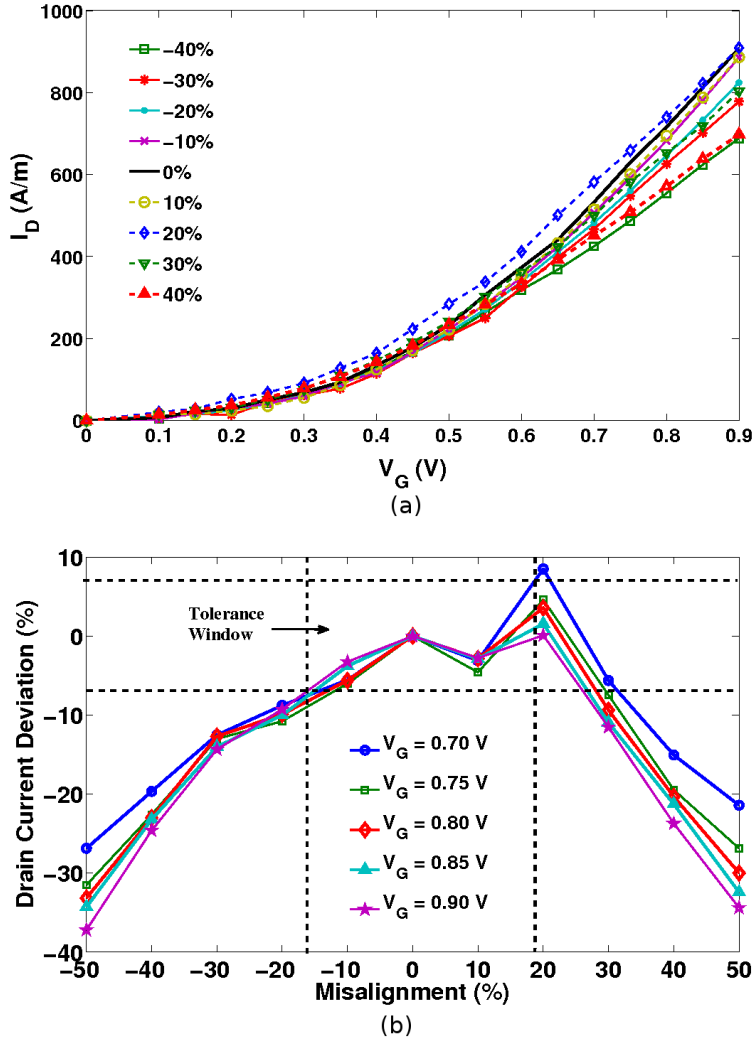 1000
800
600
400
200
0
I_D (A/m)
−40%
−30%
−20%
−10%
0%
10%
20%
30%
40%
0 0.1 0.2 0.3 0.4 0.5 0.6 0.7 0.8 0.9
V_G (V)
(a)
10
0
−10
−20
−30
−40
Drain Current Deviation (%)
Tolerance
Window
V_G = 0.70 V
V_G = 0.75 V
V_G = 0.80 V
V_G = 0.85 V
V_G = 0.90 V
−50 −40 −30 −20 −10 0 10 20 30 40 50
Misalignment (%)
(b)